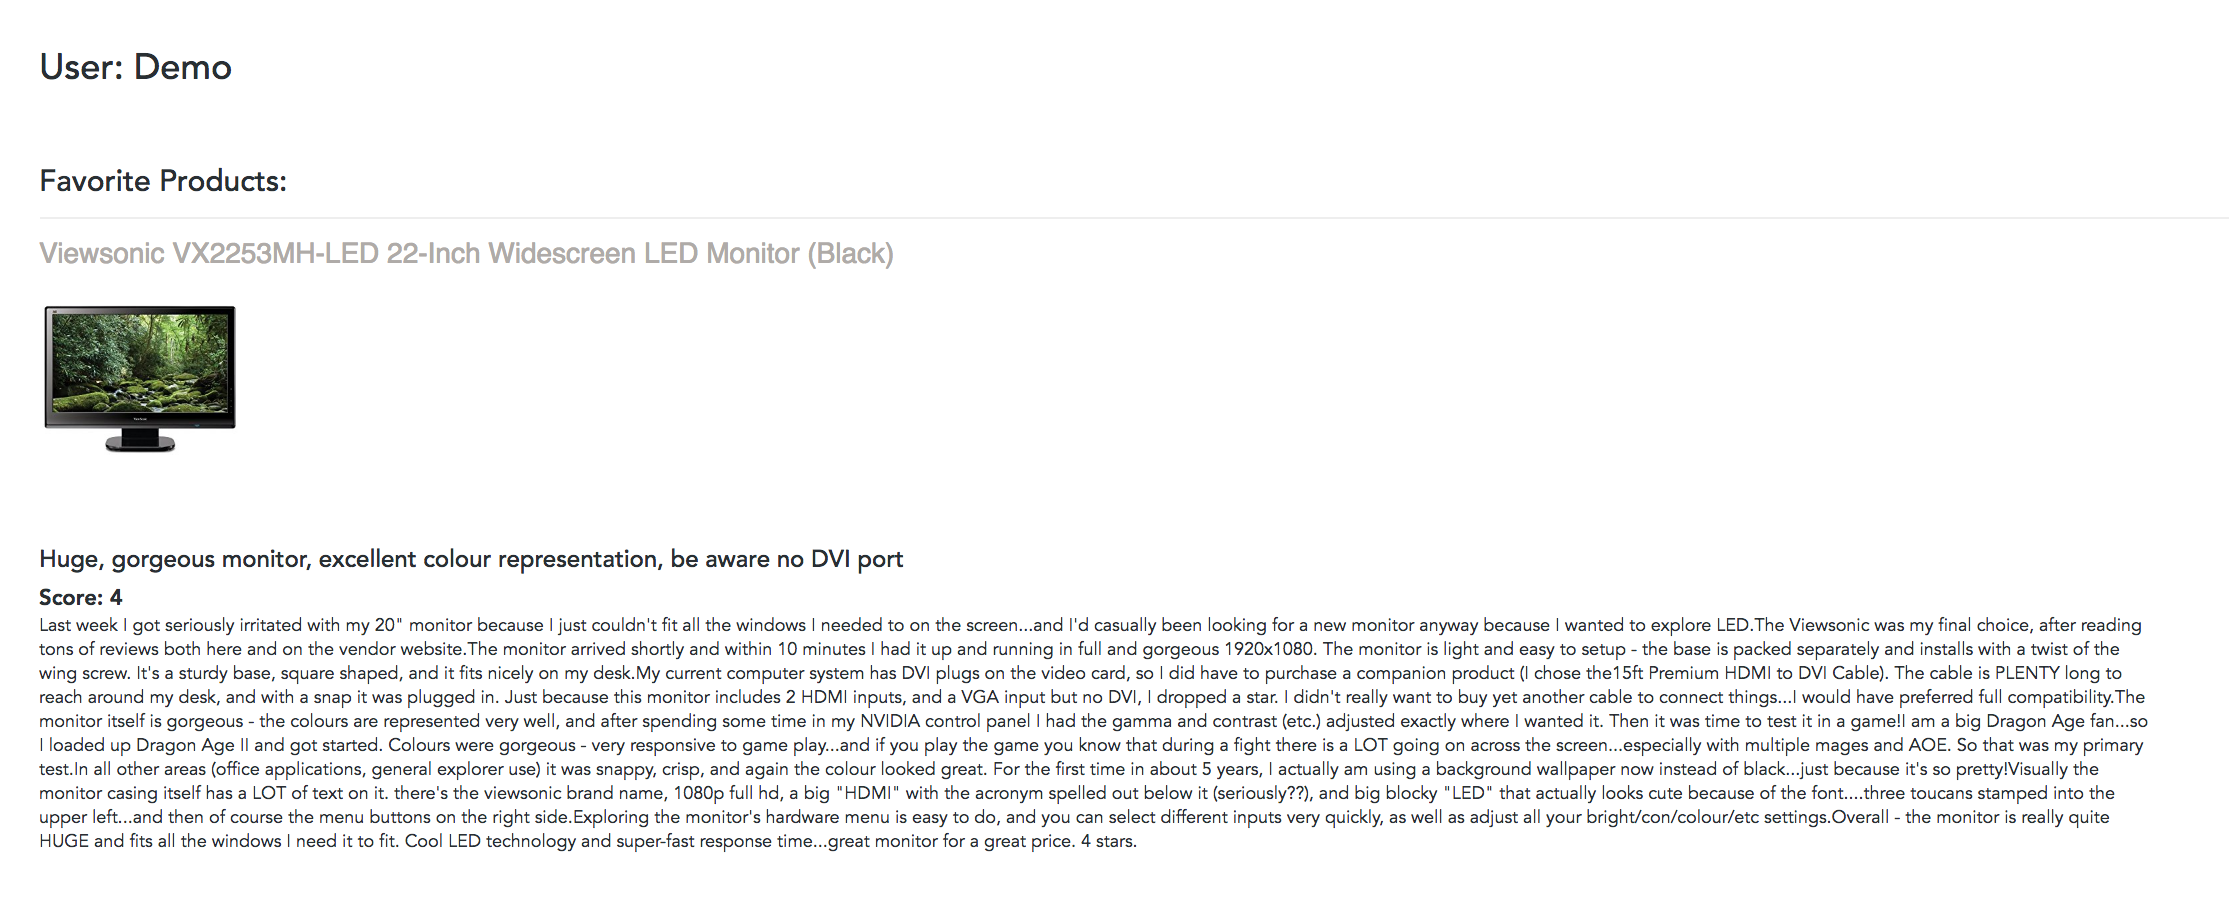 User: Demo
Favorite Products:
Viewsonic VX2253MH-LED 22-Inch Widescreen LED Monitor (Black)
Huge, gorgeous monitor, excellent colour representation, be aware no DVI port
Score: 4
Last week I got seriously irritated with my 20" monitor because I just couldn't fit all the windows I needed to on the screen...and I'd casually been looking for a new monitor anyway because I wanted to explore LED.The Viewsonic was my final choice, after reading
tons of reviews both here and on the vendor website.The monitor arrived shortly and within 10 minutes I had it up and running in full and gorgeous 1920x1080. The monitor is light and easy to setup - the base is packed separately and installs with a twist of the
wing screw. It's a sturdy base, square shaped, and it fits nicely on my desk.My current computer system has DVI plugs on the video card, so I did have to purchase a companion product (I chose the15ft Premium HDMI to DVI Cable). The cable is PLENTY long to
reach around my desk, and with a snap it was plugged in. Just because this monitor includes 2 HDMI inputs, and a VGA input but no DVI, I dropped a star. I didn't really want to buy yet another cable to connect things...I would have preferred full compatibility.The
monitor itself is gorgeous - the colours are represented very well, and after spending some time in my NVIDIA control panel I had the gamma and contrast (etc.) adjusted exactly where I wanted it. Then it was time to test it in a game!I am a big Dragon Age fan...so
I loaded up Dragon Age II and got started. Colours were gorgeous - very responsive to game play...and if you play the game you know that during a fight there is a LOT going on across the screen...especially with multiple mages and AOE. So that was my primary
test.In all other areas (office applications, general explorer use) it was snappy, crisp, and again the colour looked great. For the first time in about 5 years, I actually am using a background wallpaper now instead of black...just because it's so pretty!Visually the
monitor casing itself has a LOT of text on it. there's the viewsonic brand name, 1080p full hd, a big "HDMI" with the acronym spelled out below it (seriously??), and big blocky "LED" that actually looks cute because of the font....three toucans stamped into the
upper left...and then of course the menu buttons on the right side.Exploring the monitor's hardware menu is easy to do, and you can select different inputs very quickly, as well as adjust all your bright/con/colour/etc settings.Overall - the monitor is really quite
HUGE and fits all the windows I need it to fit. Cool LED technology and super-fast response time...great monitor for a great price. 4 stars.